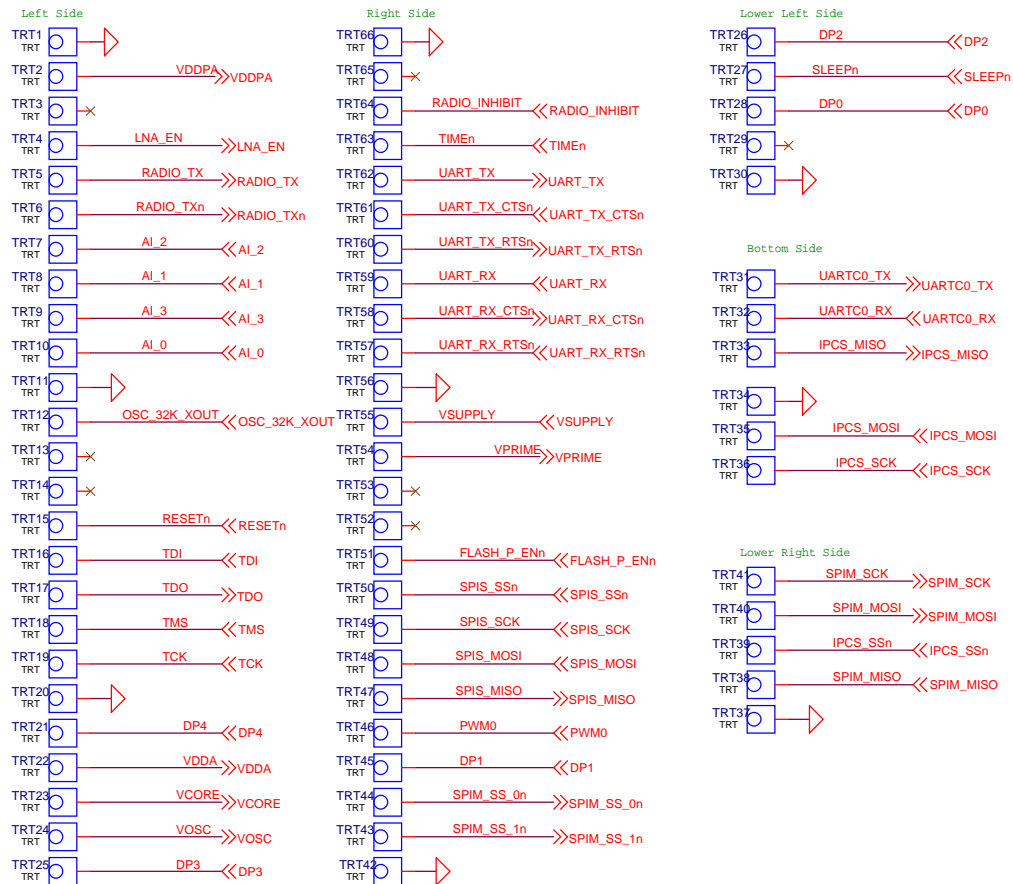 Left Side
TRT1
TRT
TRT2 VDDPA VDDPA
TRT
TRT3
TRT
TRT4 LNA_EN LNA_EN
TRT
TRT5 RADIO_TX RADIO_TX
TRT
TRT6 RADIO_TXn RADIO_TXn
TRT
TRT7 AI_2 AI_2
TRT
TRT8 AI_1 AI_1
TRT
TRT9 AI_3 AI_3
TRT
TRT10 AI_0 AI_0
TRT
TRT11
TRT
TRT12 OSC_32K_XOUT OSC_32K_XOUT
TRT
TRT13
TRT
TRT14
TRT
TRT15 RESETn RESETn
TRT
TRT16 TDI TDI
TRT
TRT17 TDO TDO
TRT
TRT18 TMS TMS
TRT
TRT19 TCK TCK
TRT
TRT20
TRT
TRT21 DP4 DP4
TRT
TRT22 VDDA VDDA
TRT
TRT23 VCORE VCORE
TRT
TRT24 VOSC VOSC
TRT
TRT25 DP3 DP3
TRT
Right Side
TRT66
TRT
TRT65
TRT
TRT64 RADIO_INHIBIT RADIO_INHIBIT
TRT
TRT63 TIMEn TIMEn
TRT
TRT62 UART_TX UART_TX
TRT
TRT61 UART_TX_CTSn UART_TX_CTSn
TRT
TRT60 UART_TX_RTSn UART_TX_RTSn
TRT
TRT59 UART_RX UART_RX
TRT
TRT58 UART_RX_CTSn UART_RX_CTSn
TRT
TRT57 UART_RX_RTSn UART_RX_RTSn
TRT
TRT56
TRT
TRT55 VSUPPLY VSUPPLY
TRT
TRT54 VPRIME VPRIME
TRT
TRT53
TRT
TRT52
TRT
TRT51 FLASH_P_ENn FLASH_P_ENn
TRT
TRT50 SPIS_SSn SPIS_SSn
TRT
TRT49 SPIS_SCK SPIS_SCK
TRT
TRT48 SPIS_MOSI SPIS_MOSI
TRT
TRT47 SPIS_MISO SPIS_MISO
TRT
TRT46 PWM0 PWM0
TRT
TRT45 DP1 DP1
TRT
TRT44 SPIM_SS_0n SPIM_SS_0n
TRT
TRT43 SPIM_SS_1n SPIM_SS_1n
TRT
TRT42
TRT
Lower Left Side
TRT26 DP2 DP2
TRT
TRT27 SLEEPn SLEEPn
TRT
TRT28 DP0 DP0
TRT
TRT29
TRT
TRT30
TRT
Bottom Side
TRT31 UARTC0_TX UARTC0_TX
TRT
TRT32 UARTC0_RX UARTC0_RX
TRT
TRT33 IPCS_MISO IPCS_MISO
TRT
TRT34
TRT
TRT35 IPCS_MOSI IPCS_MOSI
TRT
TRT36 IPCS_SCK IPCS_SCK
TRT
Lower Right Side
TRT41 SPIM_SCK SPIM_SCK
TRT
TRT40 SPIM_MOSI SPIM_MOSI
TRT
TRT39 IPCS_SSn IPCS_SSn
TRT
TRT38 SPIM_MISO SPIM_MISO
TRT
TRT37
TRT